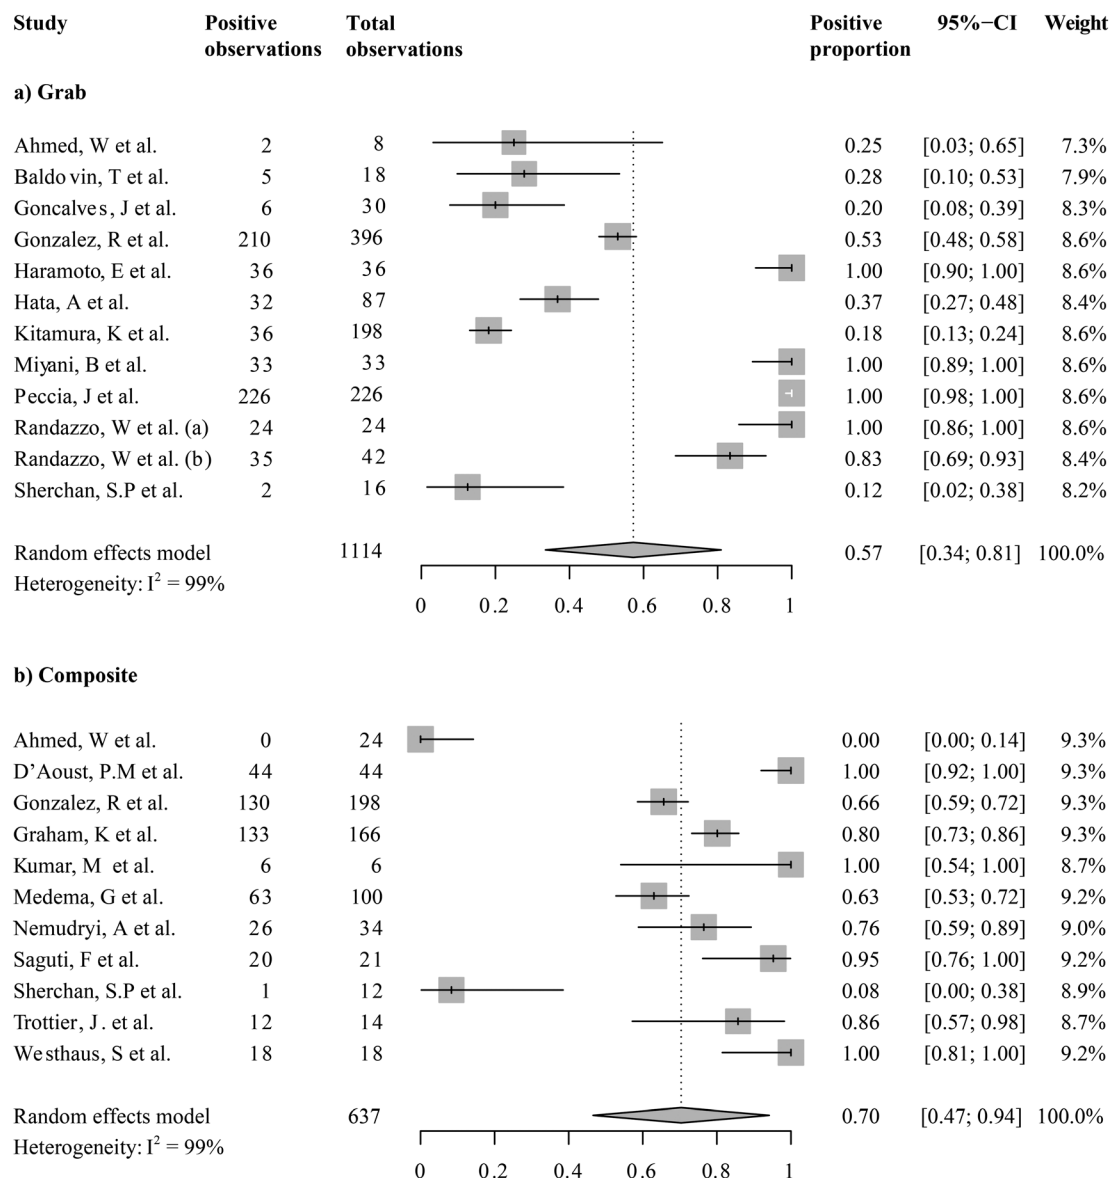 Study Positive observations Total observations Positive proportion 95%−CI Weight
a) Grab
Ahmed, W et al. 2 8 0.25 [0.03; 0.65] 7.3%
Baldovin, T et al. 5 18 0.28 [0.10; 0.53] 7.9%
Goncalves, J et al. 6 30 0.20 [0.08; 0.39] 8.3%
Gonzalez, R et al. 210 396 0.53 [0.48; 0.58] 8.6%
Haramoto, E et al. 36 36 1.00 [0.90; 1.00] 8.6%
Hata, A et al. 32 87 0.37 [0.27; 0.48] 8.4%
Kitamura, K et al. 36 198 0.18 [0.13; 0.24] 8.6%
Miyani, B et al. 33 33 1.00 [0.89; 1.00] 8.6%
Peccia, J et al. 226 226 1.00 [0.98; 1.00] 8.6%
Randazzo, W et al. (a) 24 24 1.00 [0.86; 1.00] 8.6%
Randazzo, W et al. (b) 35 42 0.83 [0.69; 0.93] 8.4%
Sherchan, S.P et al. 2 16 0.12 [0.02; 0.38] 8.2%
Random effects model 1114 0.57 [0.34; 0.81] 100.0%
Heterogeneity: I² = 99%
0 0.2 0.4 0.6 0.8 1
b) Composite
Ahmed, W et al. 0 24 0.00 [0.00; 0.14] 9.3%
D’Aoust, P.M et al. 44 44 1.00 [0.92; 1.00] 9.3%
Gonzalez, R et al. 130 198 0.66 [0.59; 0.72] 9.3%
Graham, K et al. 133 166 0.80 [0.73; 0.86] 9.3%
Kumar, M et al. 6 6 1.00 [0.54; 1.00] 8.7%
Medema, G et al. 63 100 0.63 [0.53; 0.72] 9.2%
Nemudryi, A et al. 26 34 0.76 [0.59; 0.89] 9.0%
Saguti, F et al. 20 21 0.95 [0.76; 1.00] 9.2%
Sherchan, S.P et al. 1 12 0.08 [0.00; 0.38] 8.9%
Trottier, J. et al. 12 14 0.86 [0.57; 0.98] 8.7%
Westhaus, S et al. 18 18 1.00 [0.81; 1.00] 9.2%
Random effects model 637 0.70 [0.47; 0.94] 100.0%
Heterogeneity: I² = 99%
0 0.2 0.4 0.6 0.8 1